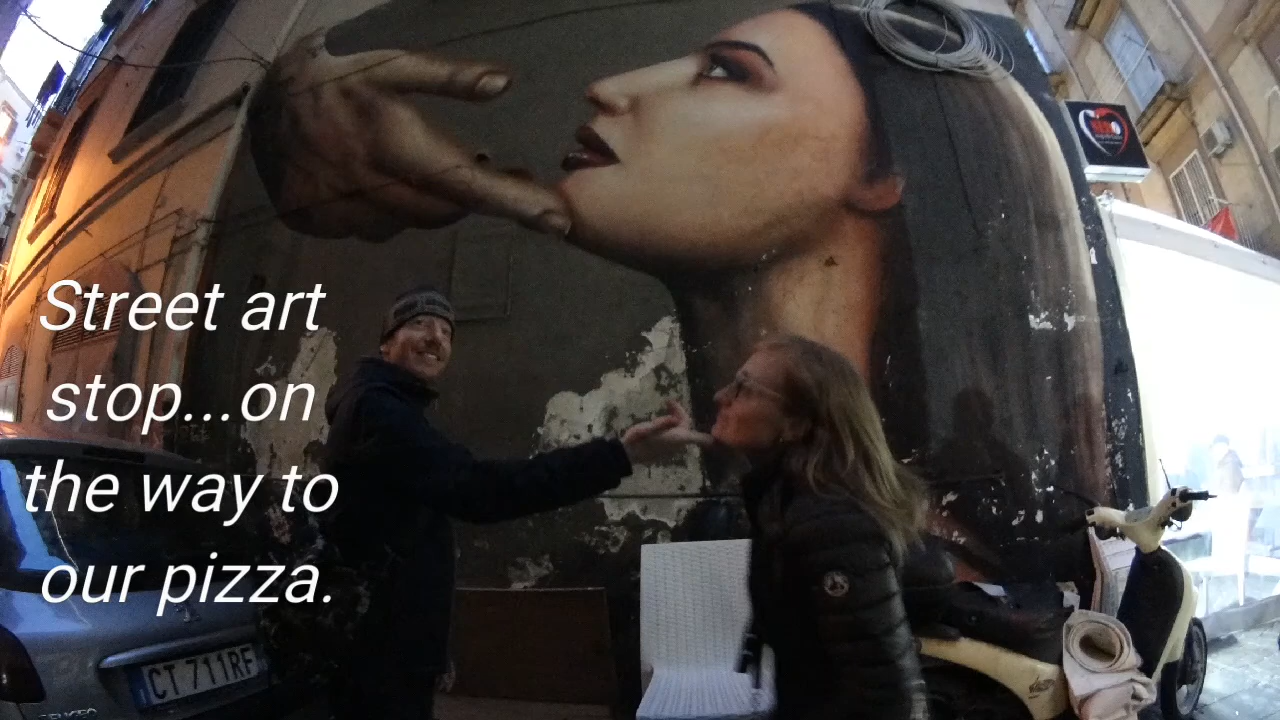 Street art
stop...on
the way to
our pizza.
CT 711RF